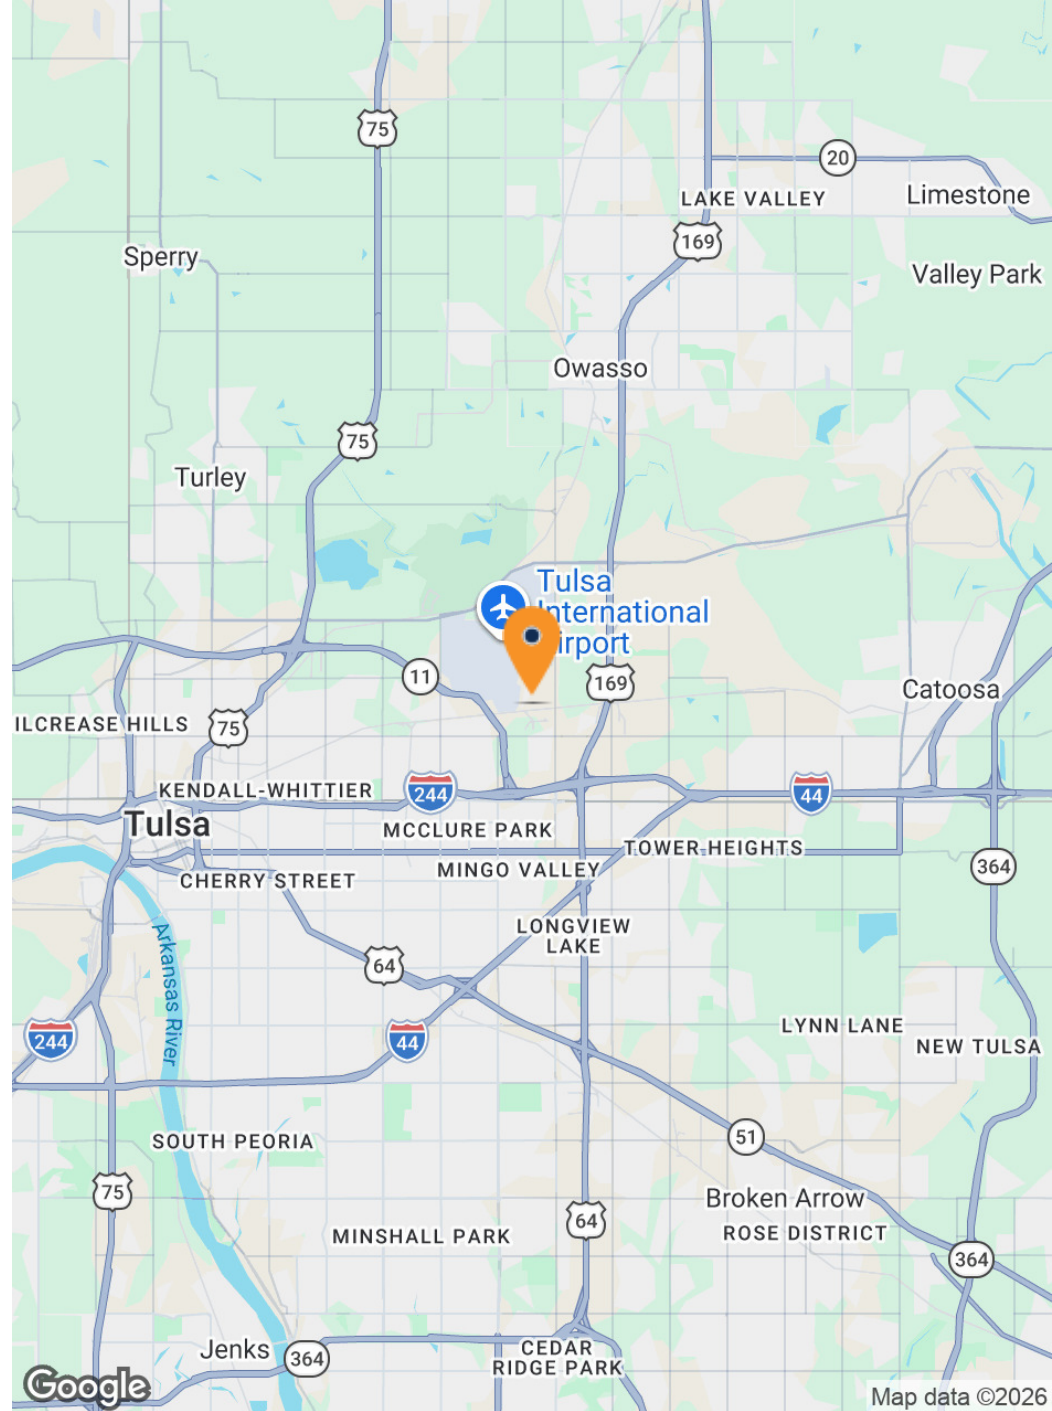 75
20
LAKE VALLEY
Limestone
169
Sperry
Valley Park
Owasso
75
Turley
Tulsa
International
irport
11
169
Catoosa
ILCREASE HILLS
75
KENDALL-WHITTIER
244
44
Tulsa
MCCLURE PARK
TOWER HEIGHTS
364
MINGO VALLEY
CHERRY STREET
LONGVIEW
LAKE
64
Arkansas River
LYNN LANE
244
44
NEW TULSA
51
SOUTH PEORIA
75
Broken Arrow
64
MINSHALL PARK
ROSE DISTRICT
364
Jenks
364
CEDAR
RIDGE PARK
Google
Map data ©2026